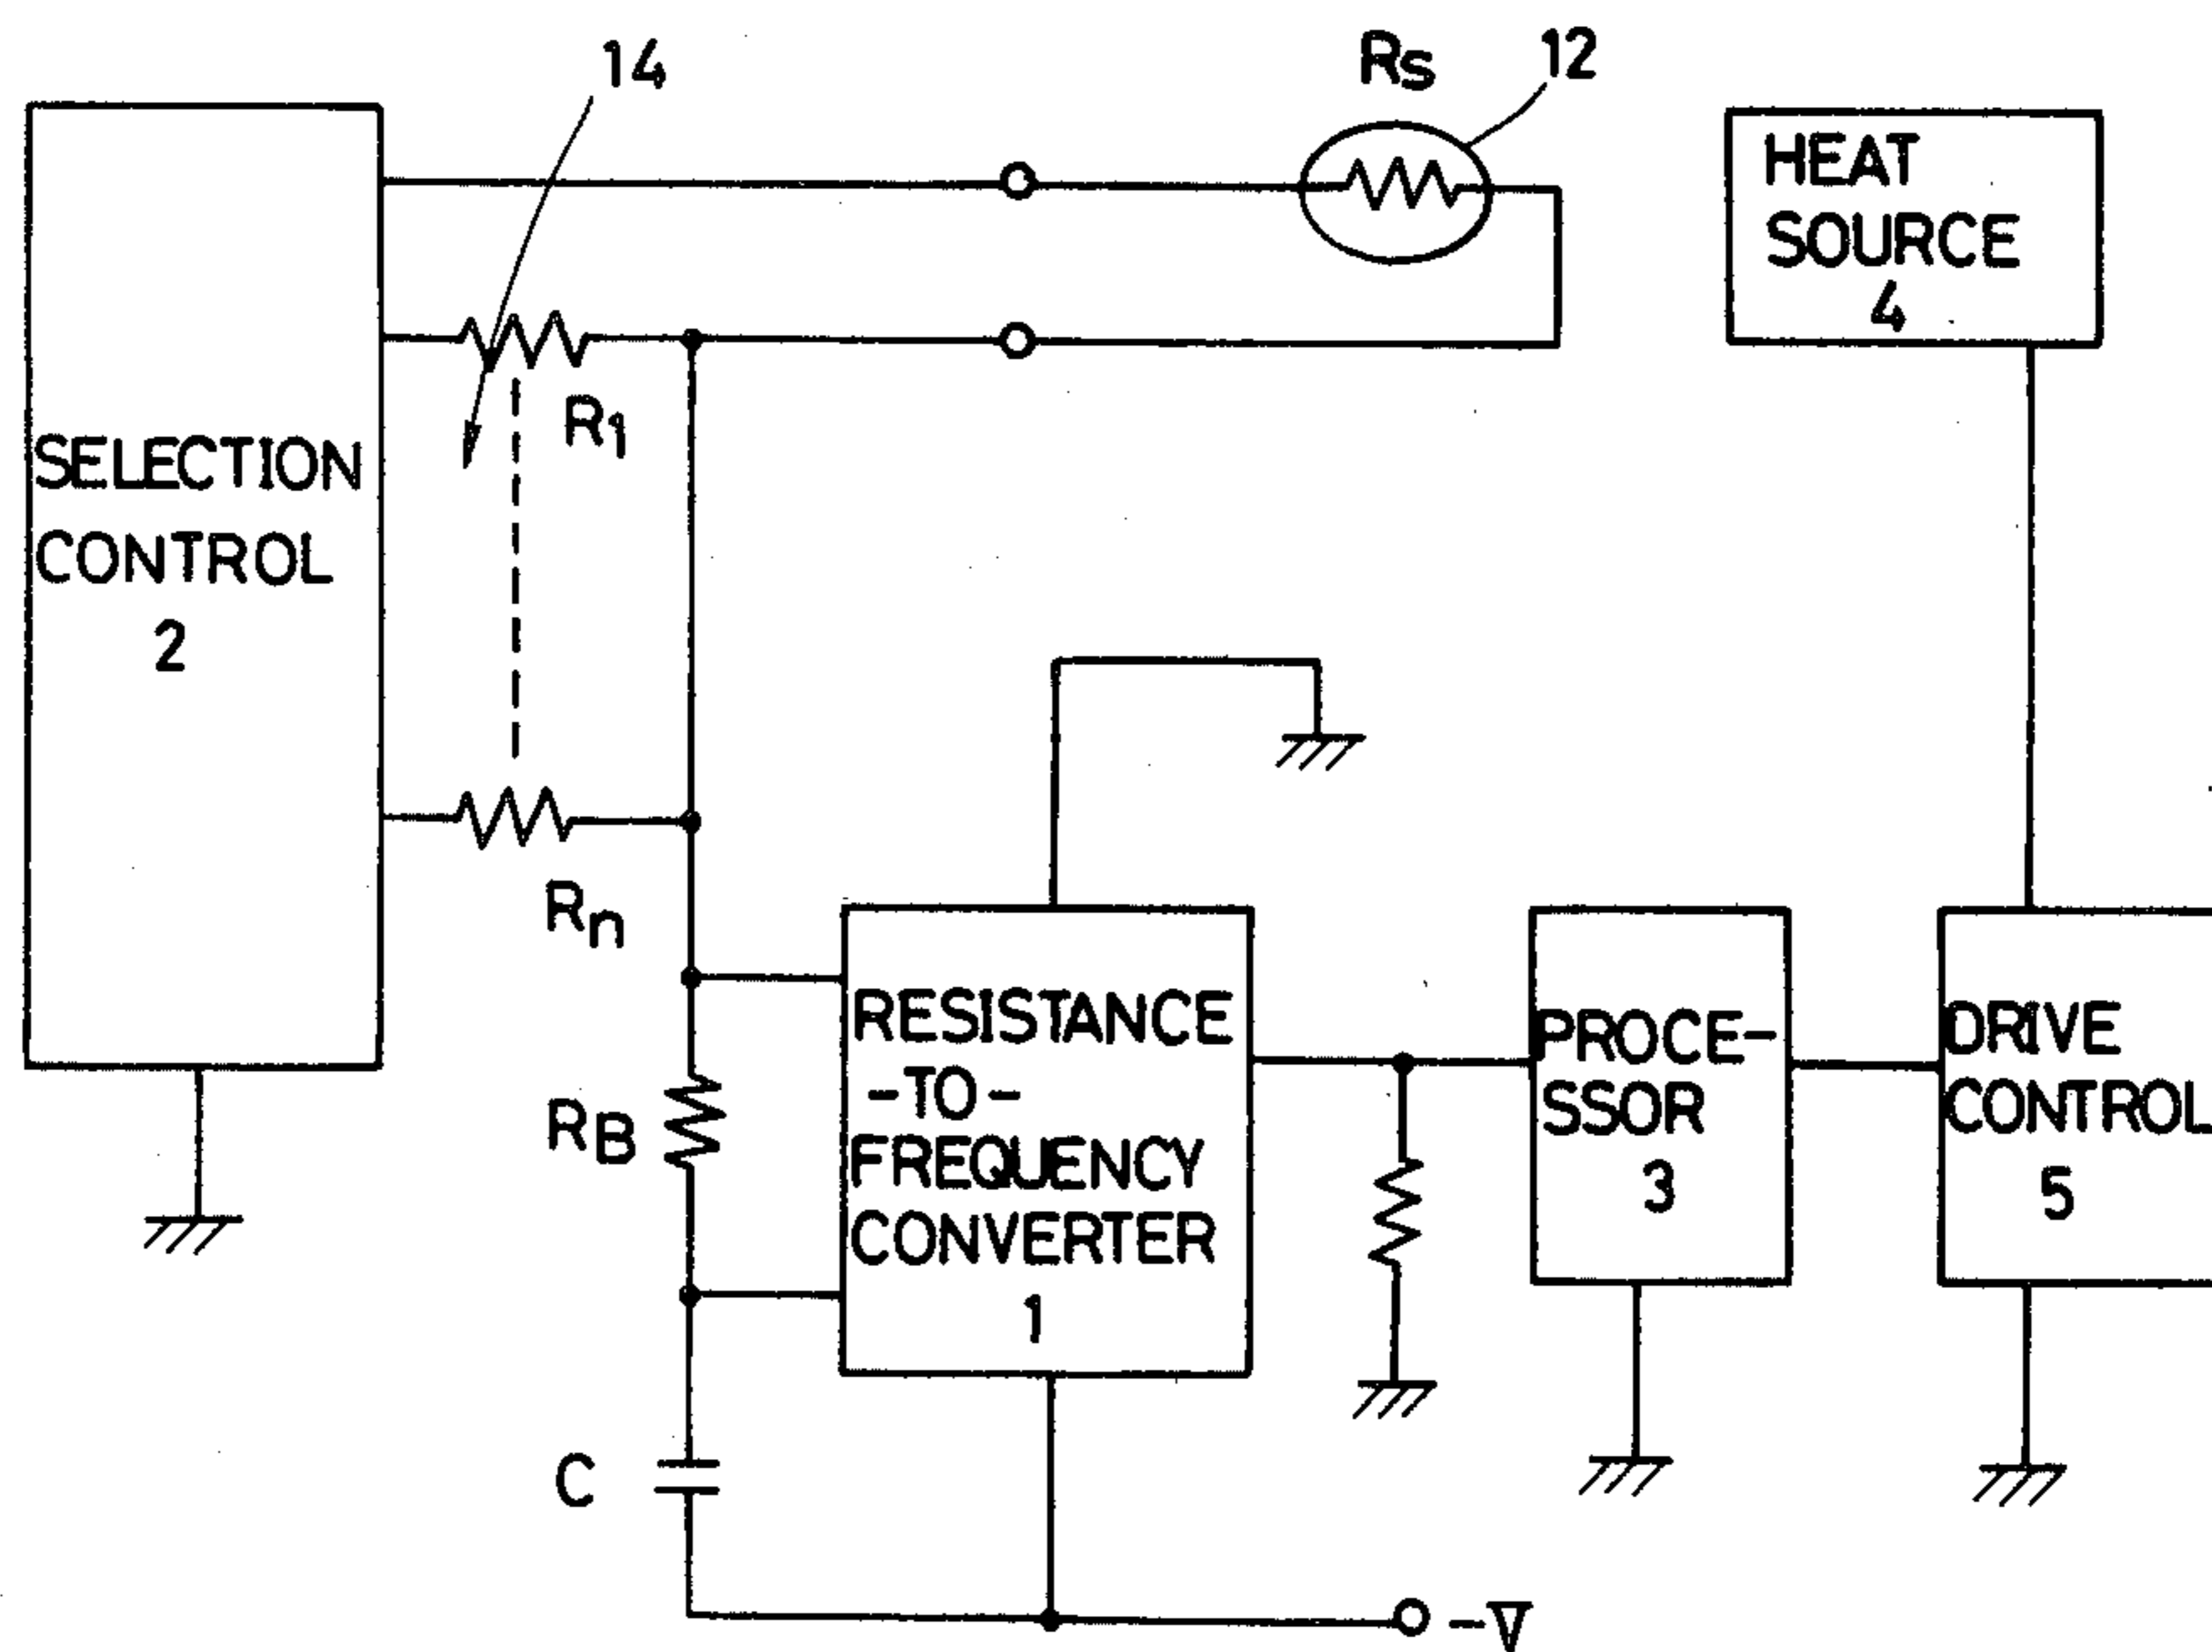 14
Rs
12
HEAT
SOURCE
4
R1
SELECTION
CONTROL
2
Rn
RESISTANCE
-TO-
FREQUENCY
CONVERTER
1
PROCE-
SSOR
3
DRIVE
CONTROL
5
RB
C
-V